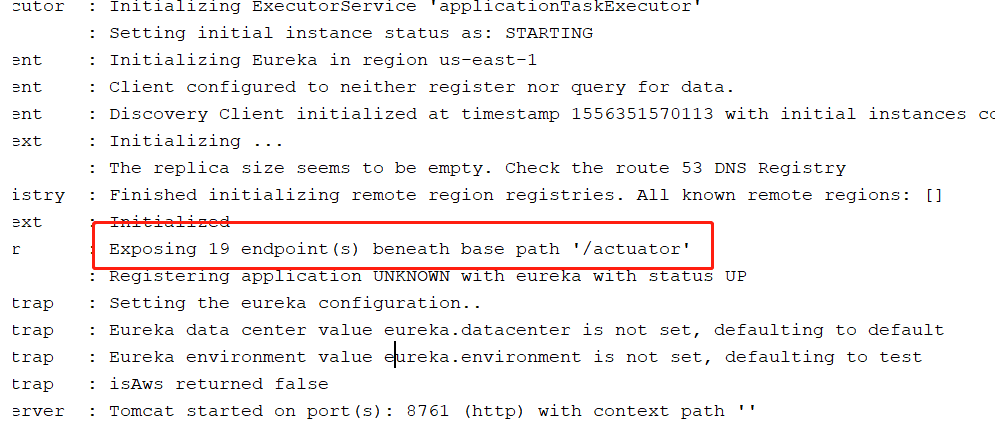 cutor : Initializing ExecutorService 'applicationTaskExecutor'
: Setting initial instance status as: STARTING
ent : Initializing Eureka in region us-east-1
ent : Client configured to neither register nor query for data.
ent : Discovery Client initialized at timestamp 1556351570113 with initial instances co
ext : Initializing ...
: The replica size seems to be empty. Check the route 53 DNS Registry
istry : Finished initializing remote region registries. All known remote regions: []
ext : Initialized
r : Exposing 19 endpoint(s) beneath base path '/actuator'
: Registering application UNKNOWN with eureka with status UP
trap : Setting the eureka configuration..
trap : Eureka data center value eureka.datacenter is not set, defaulting to default
trap : Eureka environment value eureka.environment is not set, defaulting to test
trap : isAws returned false
erver : Tomcat started on port(s): 8761 (http) with context path ''